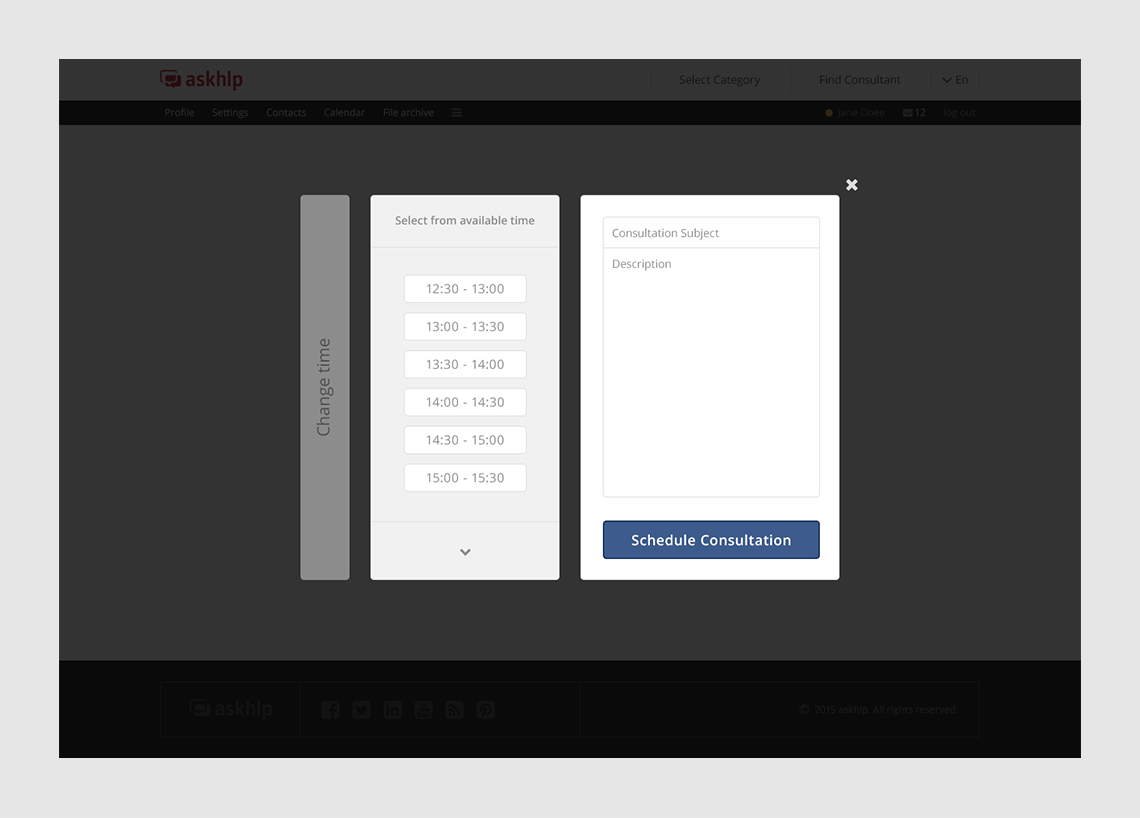 askhlp
Select Category
Find Consultant
En
Profile
Settings
Contacts
Calendar
File archive
Jane Doee
12
log out
Change time
Select from available time
12:30 - 13:00
13:00 - 13:30
13:30 - 14:00
14:00 - 14:30
14:30 - 15:00
15:00 - 15:30
Consultation Subject
Description
Schedule Consultation
askhlp
© 2015 askhlp. All rights reserved.